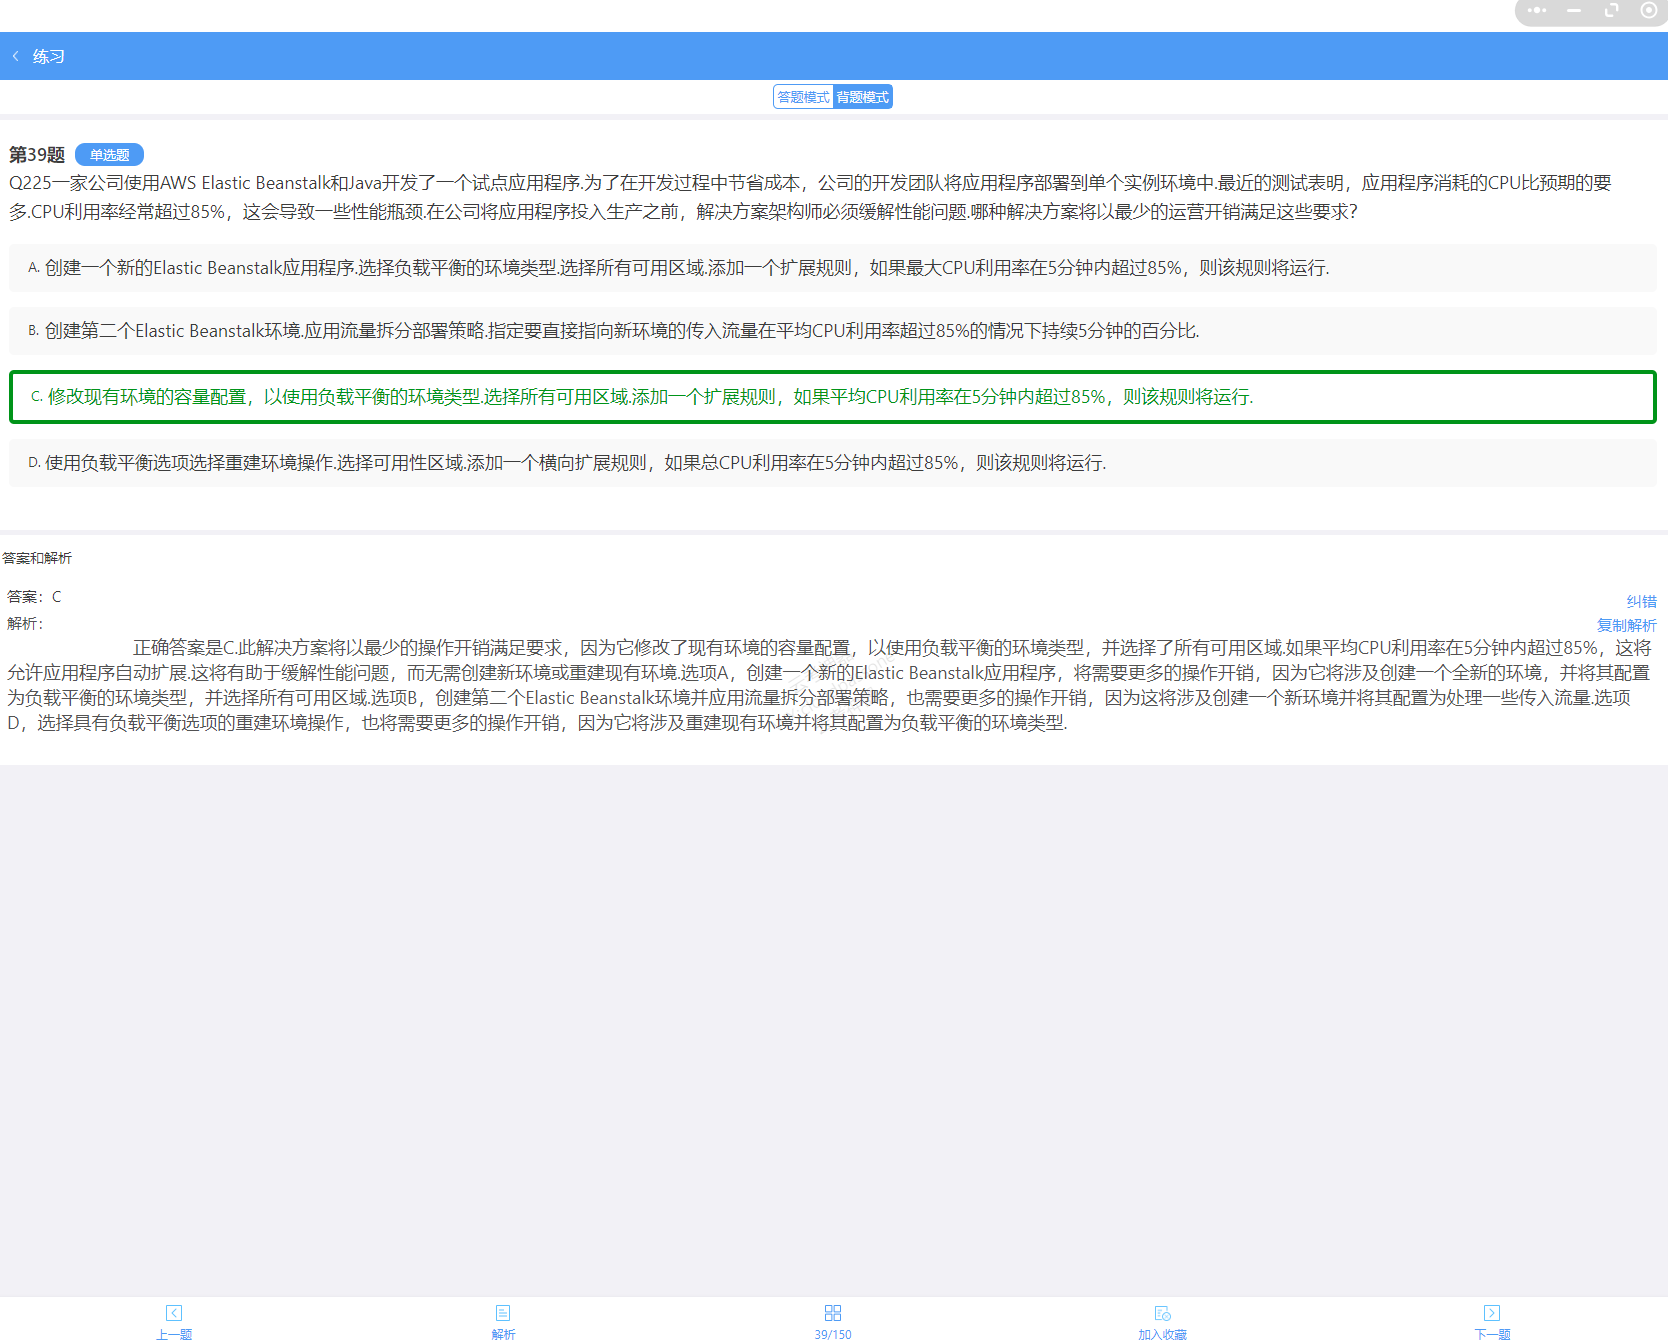 练习
答题模式 背题模式
第39题 单选题
Q225一家公司使用AWS Elastic Beanstalk和Java开发了一个试点应用程序.为了在开发过程中节省成本，公司的开发团队将应用程序部署到单个实例环境中.最近的测试表明，应用程序消耗的CPU比预期的要
多.CPU利用率经常超过85%，这会导致一些性能瓶颈.在公司将应用程序投入生产之前，解决方案架构师必须缓解性能问题.哪种解决方案将以最少的运营开销满足这些要求?
A. 创建一个新的Elastic Beanstalk应用程序.选择负载平衡的环境类型.选择所有可用区域.添加一个扩展规则，如果最大CPU利用率在5分钟内超过85%，则该规则将运行.
B. 创建第二个Elastic Beanstalk环境.应用流量拆分部署策略.指定要直接指向新环境的传入流量在平均CPU利用率超过85%的情况下持续5分钟的百分比.
C. 修改现有环境的容量配置，以使用负载平衡的环境类型.选择所有可用区域.添加一个扩展规则，如果平均CPU利用率在5分钟内超过85%，则该规则将运行.
D. 使用负载平衡选项选择重建环境操作.选择可用性区域.添加一个横向扩展规则，如果总CPU利用率在5分钟内超过85%，则该规则将运行.
答案和解析
答案：C
纠错
解析：
复制解析
正确答案是C.此解决方案将以最少的操作开销满足要求，因为它修改了现有环境的容量配置，以使用负载平衡的环境类型，并选择了所有可用区域.如果平均CPU利用率在5分钟内超过85%，这将
允许应用程序自动扩展.这将有助于缓解性能问题，而无需创建新环境或重建现有环境.选项A，创建一个新的Elastic Beanstalk应用程序，将需要更多的操作开销，因为它将涉及创建一个全新的环境，并将其配置
为负载平衡的环境类型，并选择所有可用区域.选项B，创建第二个Elastic Beanstalk环境并应用流量拆分部署策略，也需要更多的操作开销，因为这将涉及创建一个新环境并将其配置为处理一些传入流量.选项
D，选择具有负载平衡选项的重建环境操作，也将需要更多的操作开销，因为它将涉及重建现有环境并将其配置为负载平衡的环境类型.
上一题 解析 39/150 加入收藏 下一题